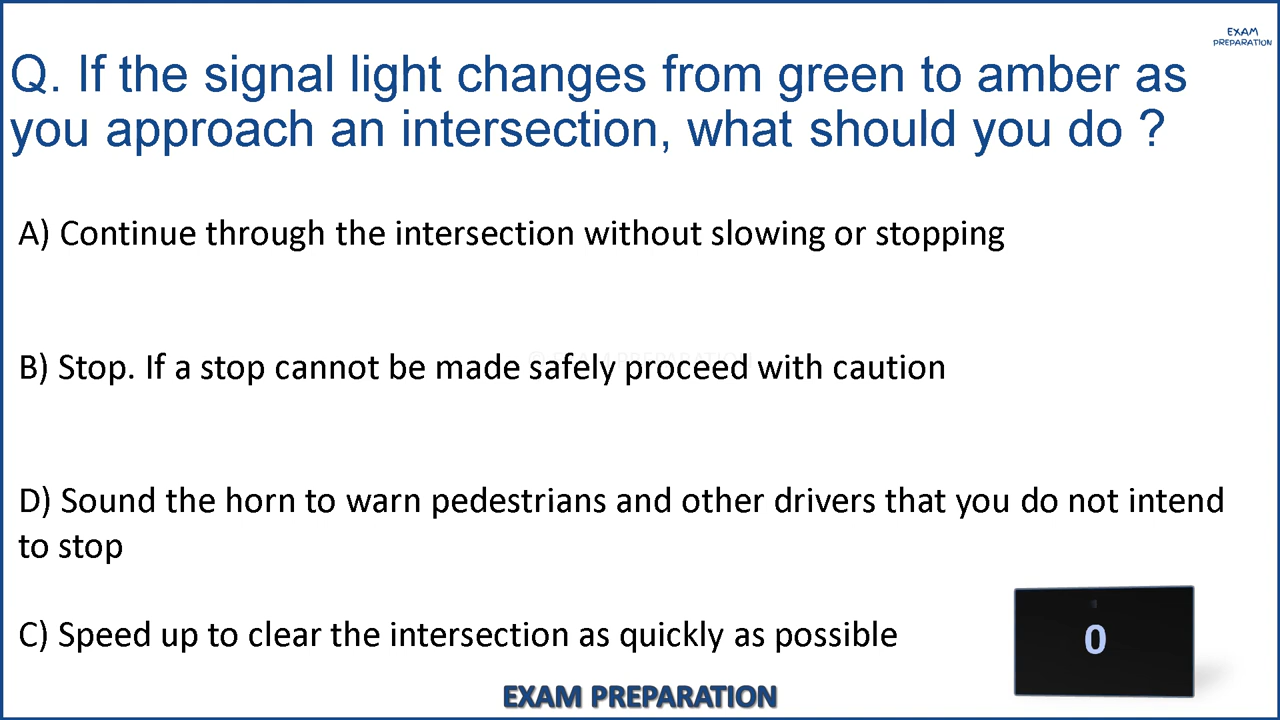 EXAM
PREPARATION
Q. If the signal light changes from green to amber as
you approach an intersection, what should you do ?
A) Continue through the intersection without slowing or stopping
B) Stop. If a stop cannot be made safely proceed with caution
© EXAM PREPARATION
D) Sound the horn to warn pedestrians and other drivers that you do not intend
to stop
C) Speed up to clear the intersection as quickly as possible
0
EXAM PREPARATION